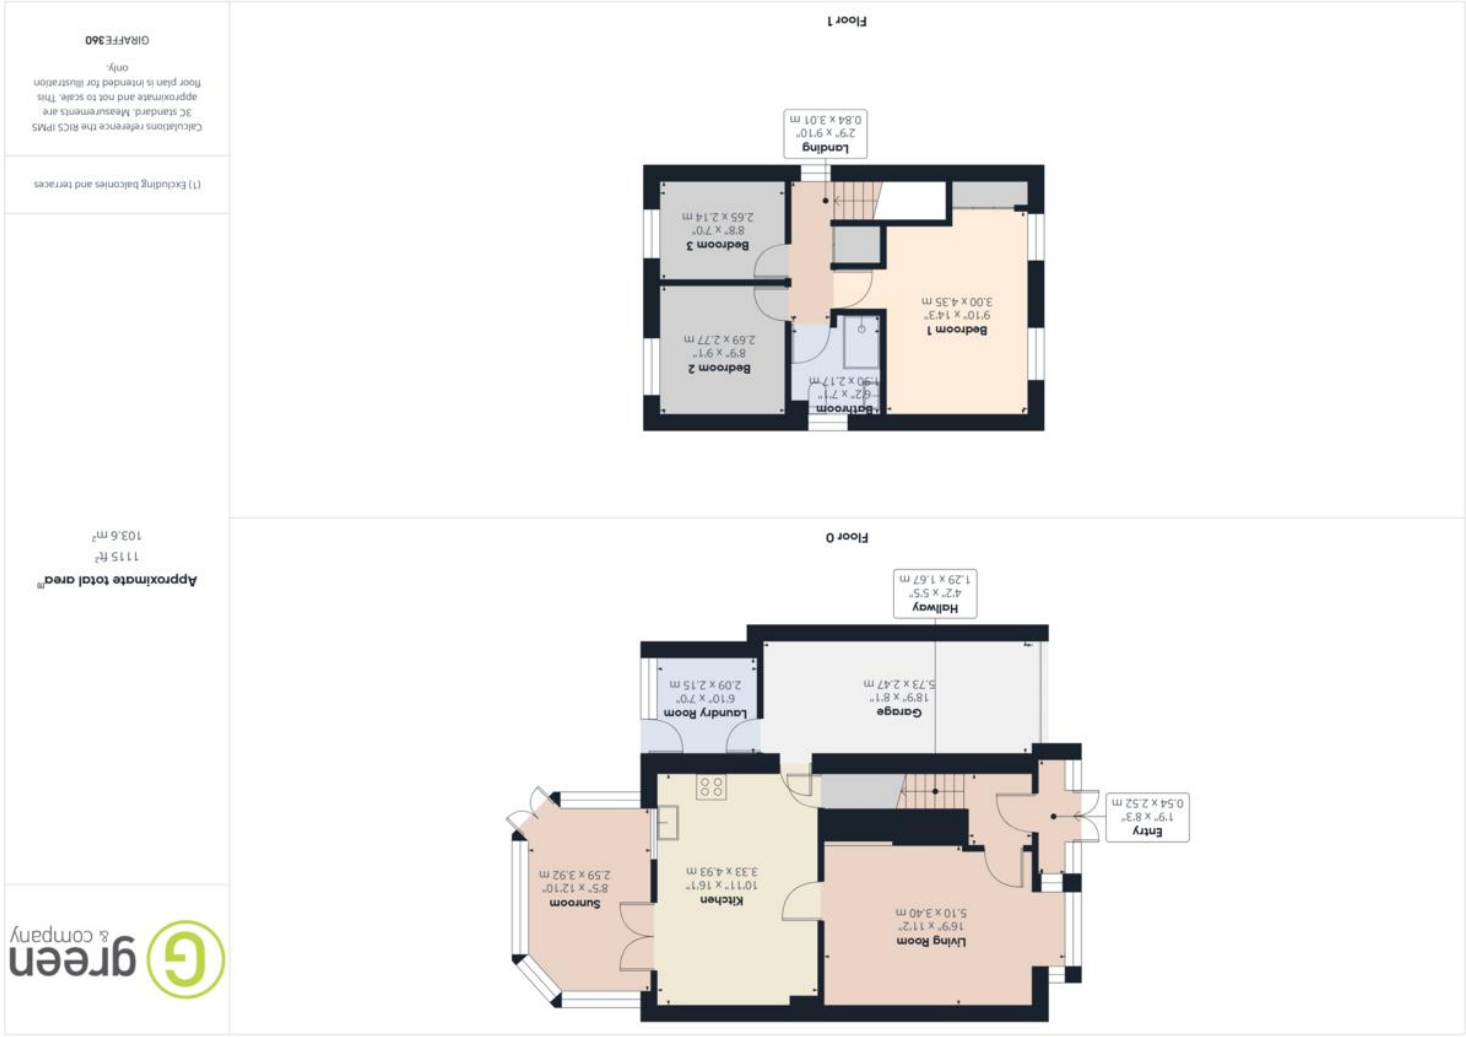 green
& company
Approximate total area(1)
1115 ft²
103.6 m²
(1) Excluding balconies and terraces
Calculations reference the RICS IPMS
3C standard. Measurements are
approximate and not to scale. This
floor plan is intended for illustration
only.
GIRAFFE360
Living Room
16'9" x 11'2"
5.10 x 3.40 m
Kitchen
10'11" x 16'1"
3.33 x 4.93 m
Sunroom
8'5" x 12'10"
2.59 x 3.92 m
Entry
1'9" x 8'3"
0.54 x 2.52 m
Garage
18'9" x 8'1"
5.73 x 2.47 m
Laundry Room
6'10" x 7'0"
2.09 x 2.15 m
Hallway
4'2" x 5'5"
1.29 x 1.67 m
Floor 0
Bathroom
6'2" x 7'1"
1.90 x 2.17 m
Bedroom 2
8'9" x 9'1"
2.69 x 2.77 m
Bedroom 1
9'10" x 14'3"
3.00 x 4.35 m
Bedroom 3
8'8" x 7'0"
2.65 x 2.14 m
Landing
2'9" x 9'10"
0.84 x 3.01 m
Floor 1